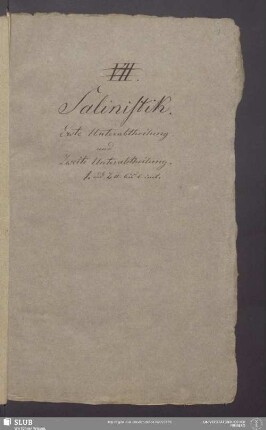 VII.
Salinistik.
Erste Unterabtheilung
und
Zweite Unterabtheilung.
SLUB